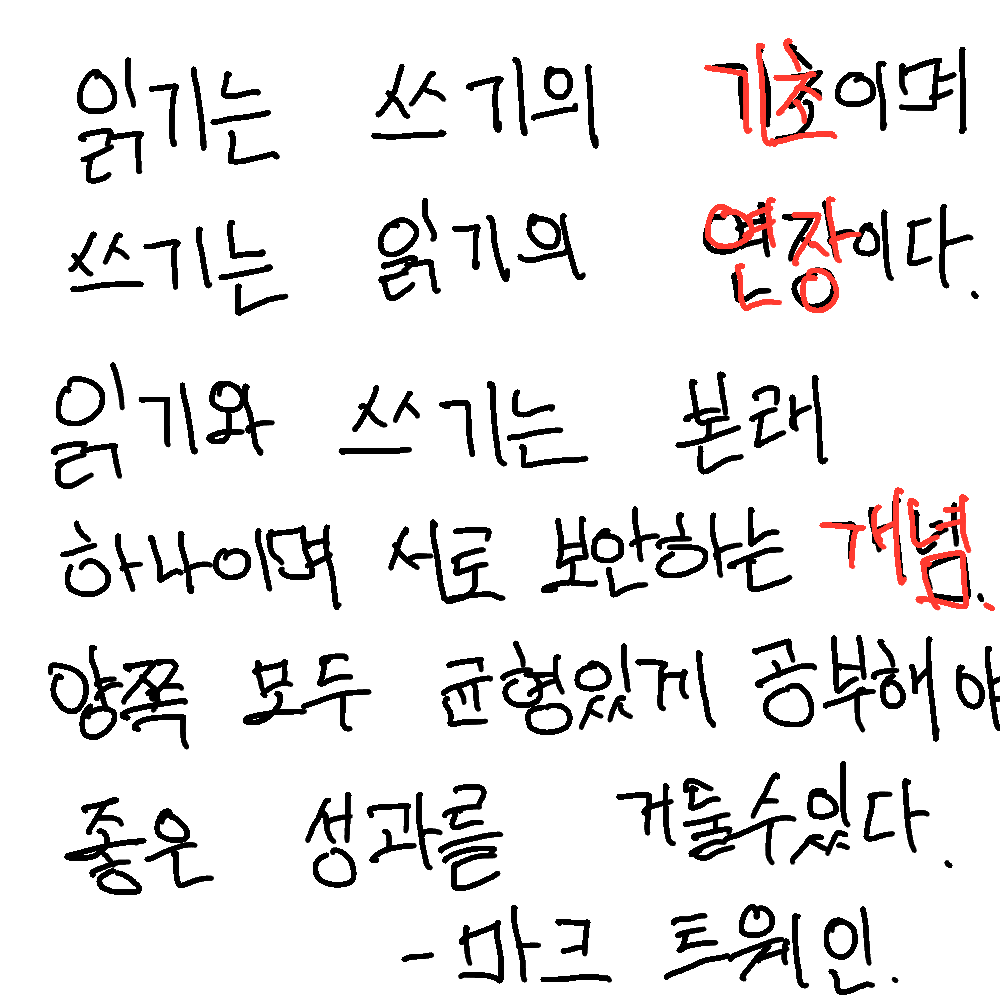 읽기는 쓰기의 기초이며
쓰기는 읽기의 연장이다.
읽기와 쓰기는 본래
하나이며 서로 보안하는 개념.
양쪽 모두 균형있게 공부해야
좋은 성과를 거둘수있다.
- 마크 트웨인.